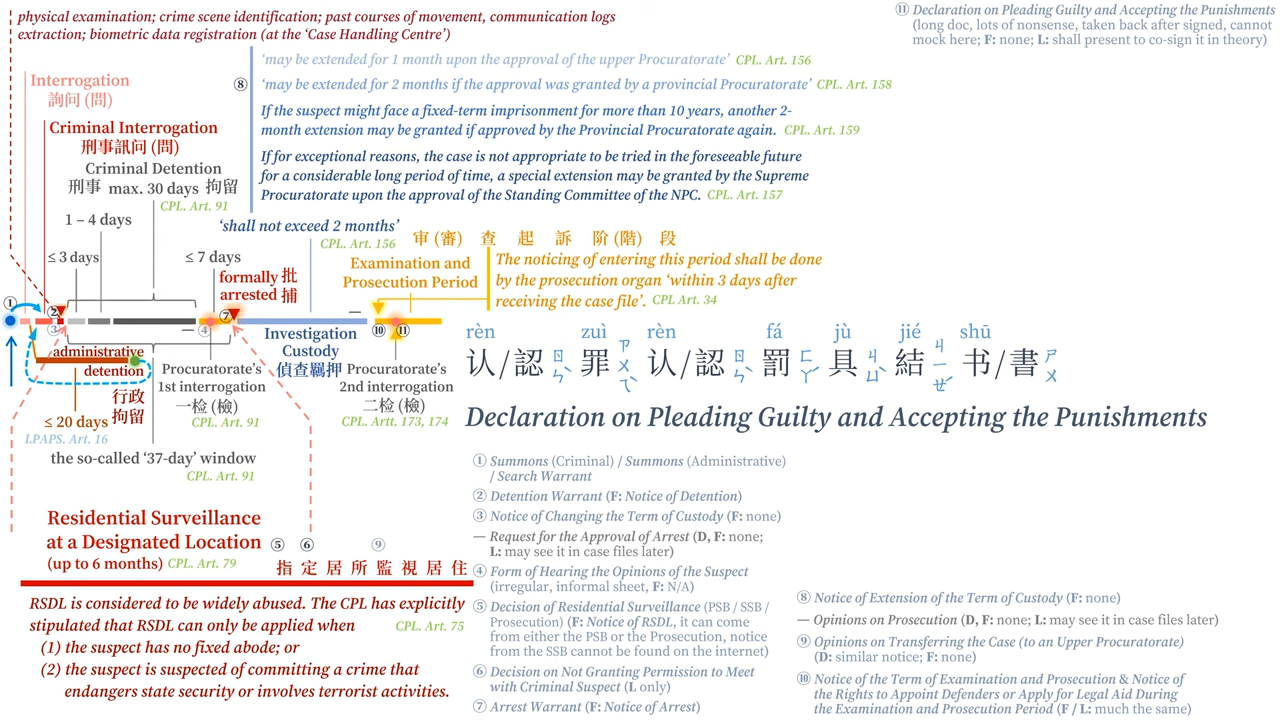 physical examination; crime scene identification; past courses of movement, communication logs
extraction; biometric data registration (at the ‘Case Handling Centre’)
⑪ Declaration on Pleading Guilty and Accepting the Punishments
(long doc, lots of nonsense, taken back after signed, cannot
mock here; F: none; L: shall present to co-sign it in theory)
⑧
‘may be extended for 1 month upon the approval of the upper Procuratorate’ CPL. Art. 156
‘may be extended for 2 months if the approval was granted by a provincial Procuratorate’ CPL. Art. 158
If the suspect might face a fixed-term imprisonment for more than 10 years, another 2-
month extension may be granted if approved by the Provincial Procuratorate again. CPL. Art. 159
If for exceptional reasons, the case is not appropriate to be tried in the foreseeable future
for a considerable long period of time, a special extension may be granted by the Supreme
Procuratorate upon the approval of the Standing Committee of the NPC. CPL. Art. 157
Interrogation
詢问 (問)
Criminal Interrogation
刑事訊问 (問)
Criminal Detention
刑事 max. 30 days 拘留
CPL. Art. 91
1 – 4 days
≤ 3 days
≤ 7 days
‘shall not exceed 2 months’
CPL. Art. 156
formally 批
arrested 捕
审 (審) 查 起 訴 阶 (階) 段
Examination and
Prosecution Period
The noticing of entering this period shall be done
by the prosecution organ ‘within 3 days after
receiving the case file’. CPL. Art. 34
①
②
③
—
④
⑦
—
⑩
⑪
administrative
detention
行政
拘留
≤ 20 days
LPAPS. Art. 16
Procuratorate’s
1st interrogation
一检 (檢)
CPL. Art. 91
Investigation
Custody
偵查羈押
Procuratorate’s
2nd interrogation
二检 (檢)
CPL. Artt. 173, 174
the so-called ‘37-day’ window
CPL. Art. 91
rèn zuì rèn fá jù jié shū
认/認 ㄖㄣˋ 罪 ㄗㄨㄟˋ 认/認 ㄖㄣˋ 罰 ㄈㄚˊ 具 ㄐㄩˋ 結 ㄐㄧㄝˊ 书/書 ㄕㄨ
Declaration on Pleading Guilty and Accepting the Punishments
Residential Surveillance
at a Designated Location
(up to 6 months) CPL. Art. 79
⑤ ⑥ ⑨
指 定 居 所 監 視 居 住
RSDL is considered to be widely abused. The CPL has explicitly
stipulated that RSDL can only be applied when CPL. Art. 75
(1) the suspect has no fixed abode; or
(2) the suspect is suspected of committing a crime that
endangers state security or involves terrorist activities.
① Summons (Criminal) / Summons (Administrative)
/ Search Warrant
② Detention Warrant (F: Notice of Detention)
③ Notice of Changing the Term of Custody (F: none)
— Request for the Approval of Arrest (D, F: none;
L: may see it in case files later)
④ Form of Hearing the Opinions of the Suspect
(irregular, informal sheet, F: N/A)
⑤ Decision of Residential Surveillance (PSB / SSB /
Prosecution) (F: Notice of RSDL, it can come
from either the PSB or the Prosecution, notice
from the SSB cannot be found on the internet)
⑥ Decision on Not Granting Permission to Meet
with Criminal Suspect (L only)
⑦ Arrest Warrant (F: Notice of Arrest)
⑧ Notice of Extension of the Term of Custody (F: none)
— Opinions on Prosecution (D, F: none; L: may see it in case files later)
⑨ Opinions on Transferring the Case (to an Upper Procuratorate)
(D: similar notice; F: none)
⑩ Notice of the Term of Examination and Prosecution & Notice of
the Rights to Appoint Defenders or Apply for Legal Aid During
the Examination and Prosecution Period (F / L: much the same)